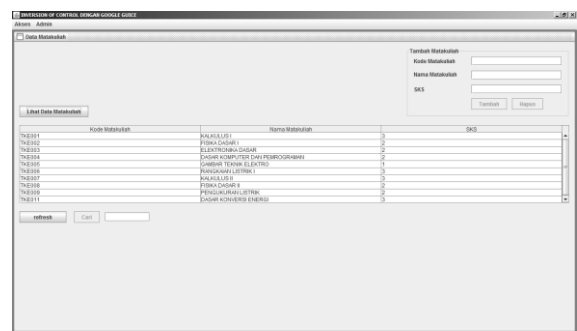 INVERSION OF CONTROL DENGAN GOOGLE GUICE
Akses Admin
Data Matakuliah
Tambah Matakuliah
Kode Matakuliah
Nama Matakuliah
SKS
Tambah Hapus
Lihat Data Matakuliah
Kode Matakuliah Nama Matakuliah SKS
TKE001 KALKULUS I 3
TKE002 FISIKA DASAR I 2
TKE003 ELEKTRONIKA DASAR 2
TKE004 DASAR KOMPUTER DAN PEMROGRAMAN 2
TKE005 GAMBAR TEKNIK ELEKTRO 1
TKE006 RANGKAIAN LISTRIK I 3
TKE007 KALKULUS II 3
TKE008 FISIKA DASAR II 2
TKE009 PENGUKURAN LISTRIK 2
TKE011 DASAR KONVERSI ENERGI 3
refresh Cari